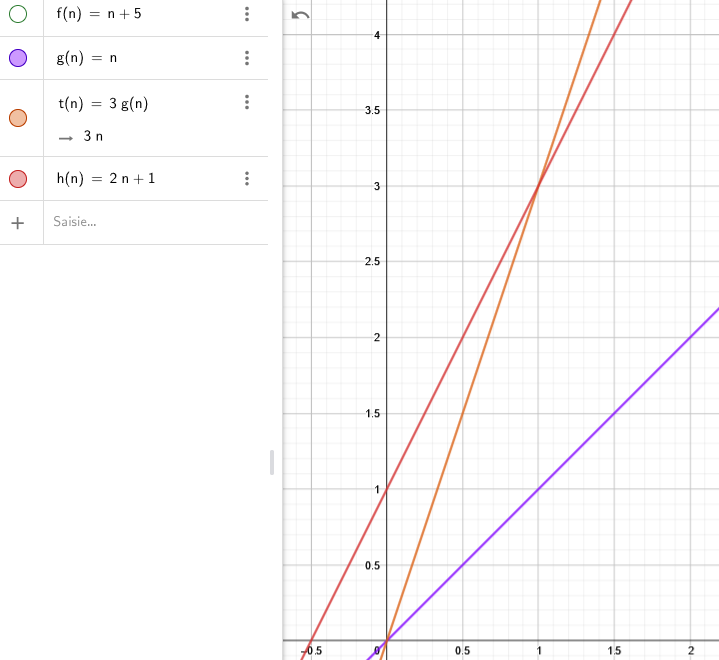 f(n) = n + 5
g(n) = n
t(n) = 3 g(n)
→ 3 n
h(n) = 2 n + 1
+ Saisie...
4
3.5
3
2.5
2
1.5
1
0.5
-0.5 0 0.5 1 1.5 2